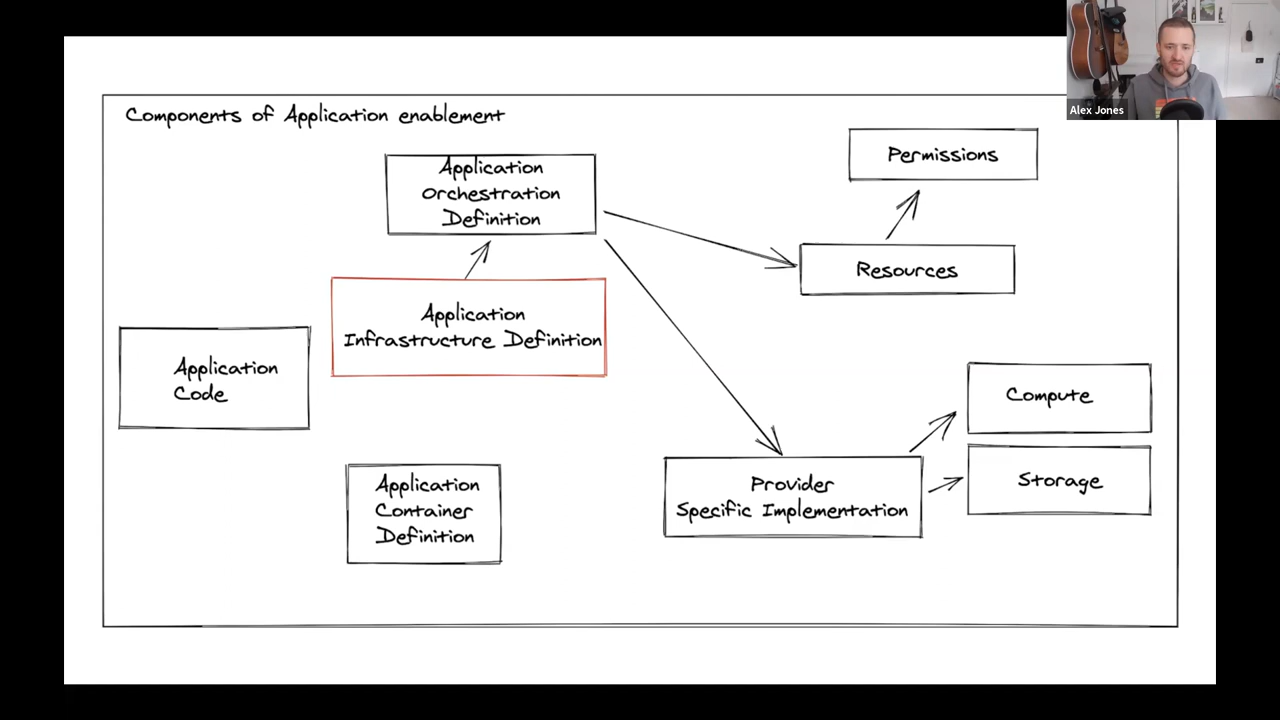 Alex Jones
Components of Application enablement
Application
Orchestration
Definition
Permissions
Resources
Application
Infrastructure Definition
Application
Code
Compute
Application
Container
Definition
Provider
Specific Implementation
Storage